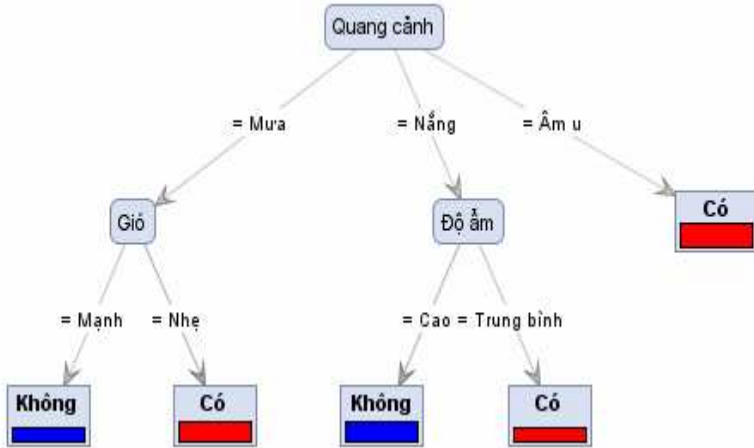 Quang cảnh
= Mưa
= Nắng
= Âm u
Gió
Độ ẩm
Có
= Mạnh
= Nhẹ
= Cao
= Trung bình
Không
Có
Không
Có